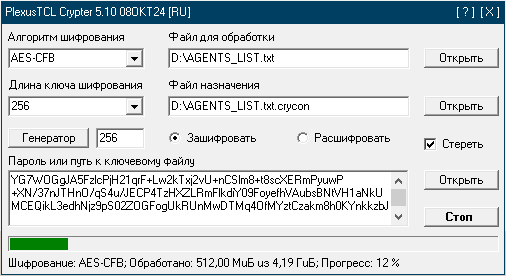 PlexusTCL Crypter 5.10 08OKT24 [RU] [ ? ] [ X ]
Алгоритм шифрования Файл для обработки
AES-CFB D:\AGENTS_LIST.txt Открыть
Длина ключа шифрования Файл назначения
256 D:\AGENTS_LIST.txt.crycon Открыть
Генератор 256 Зашифровать Расшифровать Стереть
Пароль или путь к ключевому файлу
YG7WOGgJA5FzlcPjH21qrF+Lw2kTxj2vU+nCSlm8+t8scXERmPyuwP
+XN/37nJTHnO/qS4u/JECP4TzHXZLRmFlkdiY09FoyefhVAubsBNtVH1aNkU Открыть
MCEQikL3edhNjz9pS02ZOGFogUkRUnMwDTMq4OfMYztCzakm8h0KYnkkzbJ
Стоп
Шифрование: AES-CFB; Обработано: 512,00 МиБ из 4,19 ГиБ; Прогресс: 12 %